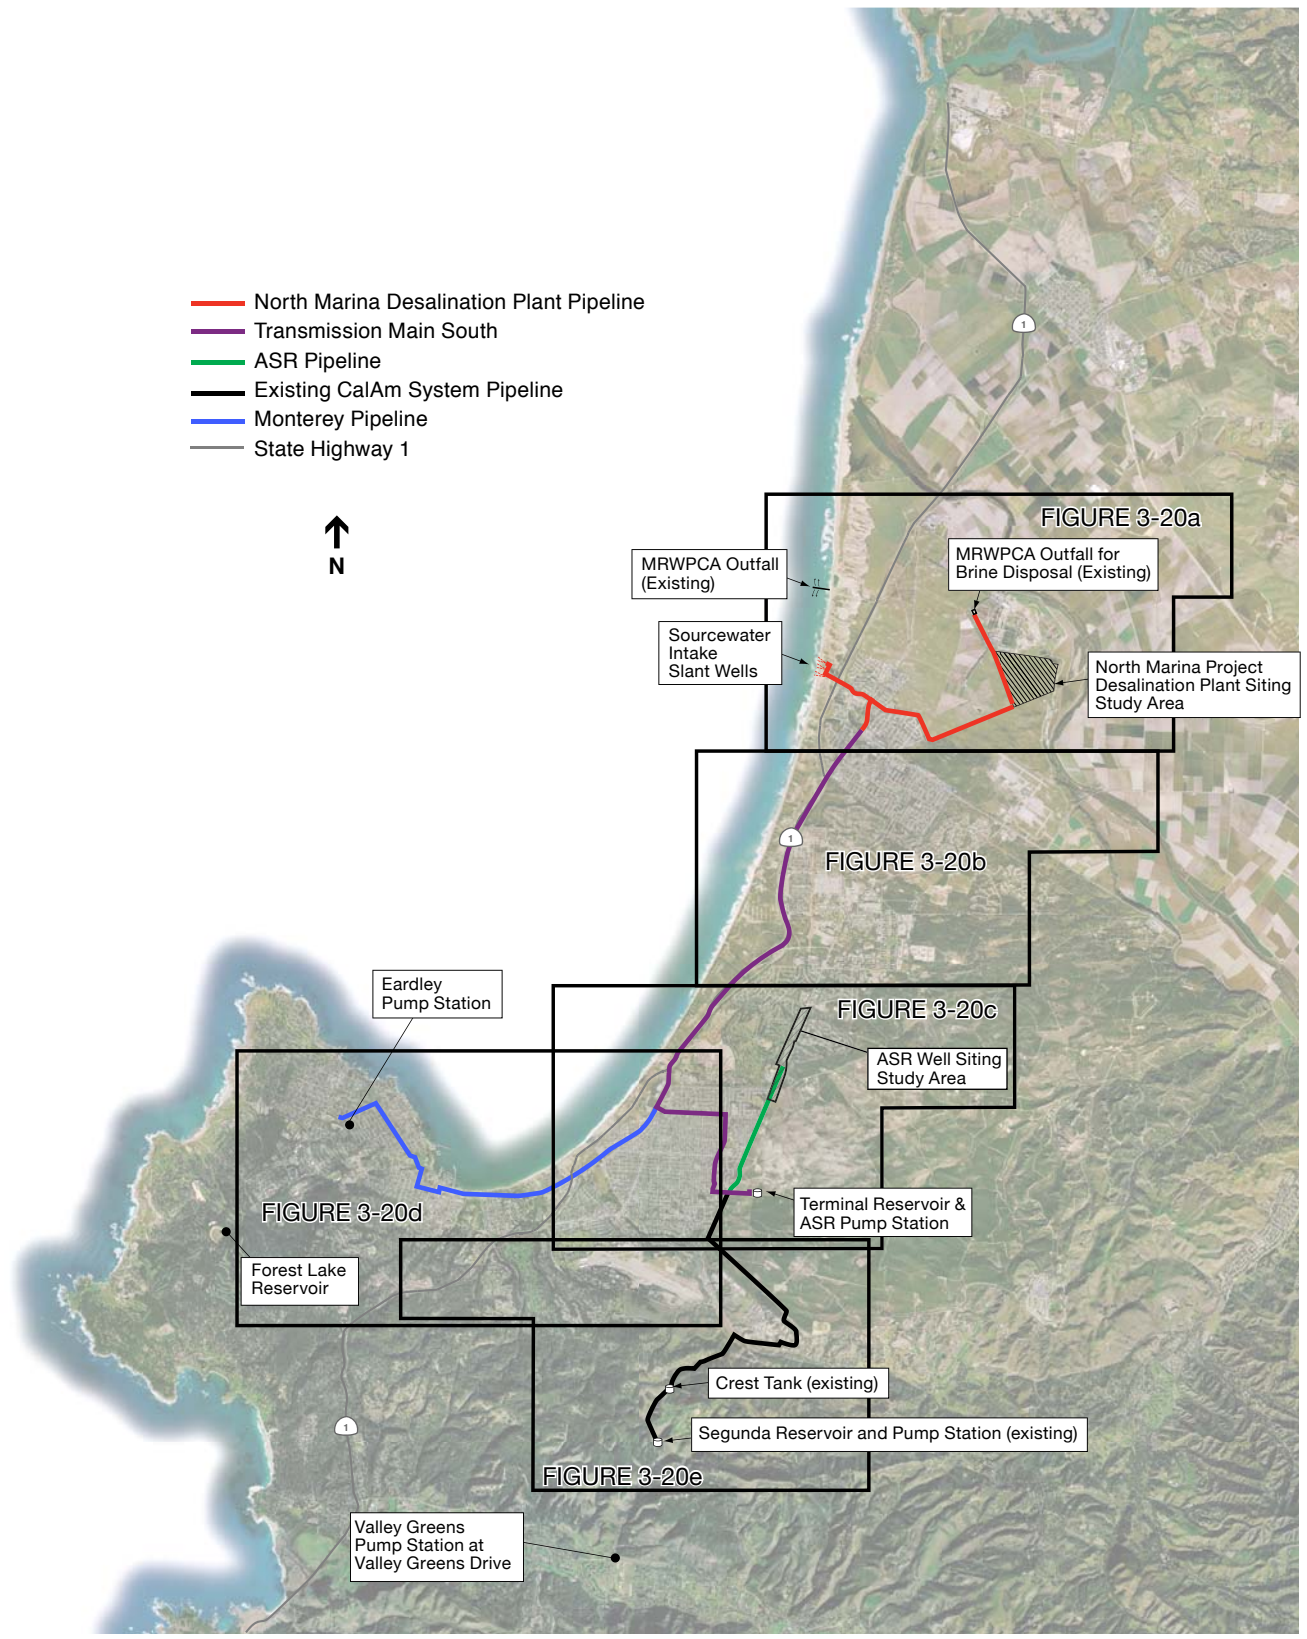 North Marina Desalination Plant Pipeline
Transmission Main South
ASR Pipeline
Existing CalAm System Pipeline
Monterey Pipeline
State Highway 1
N
1
FIGURE 3-20a
MRWPCA Outfall for
Brine Disposal (Existing)
MRWPCA Outfall
(Existing)
Sourcewater
Intake
Slant Wells
North Marina Project
Desalination Plant Siting
Study Area
1
FIGURE 3-20b
Eardley
Pump Station
FIGURE 3-20c
ASR Well Siting
Study Area
FIGURE 3-20d
Terminal Reservoir &
ASR Pump Station
Forest Lake
Reservoir
Crest Tank (existing)
1
Segunda Reservoir and Pump Station (existing)
FIGURE 3-20e
Valley Greens
Pump Station at
Valley Greens Drive